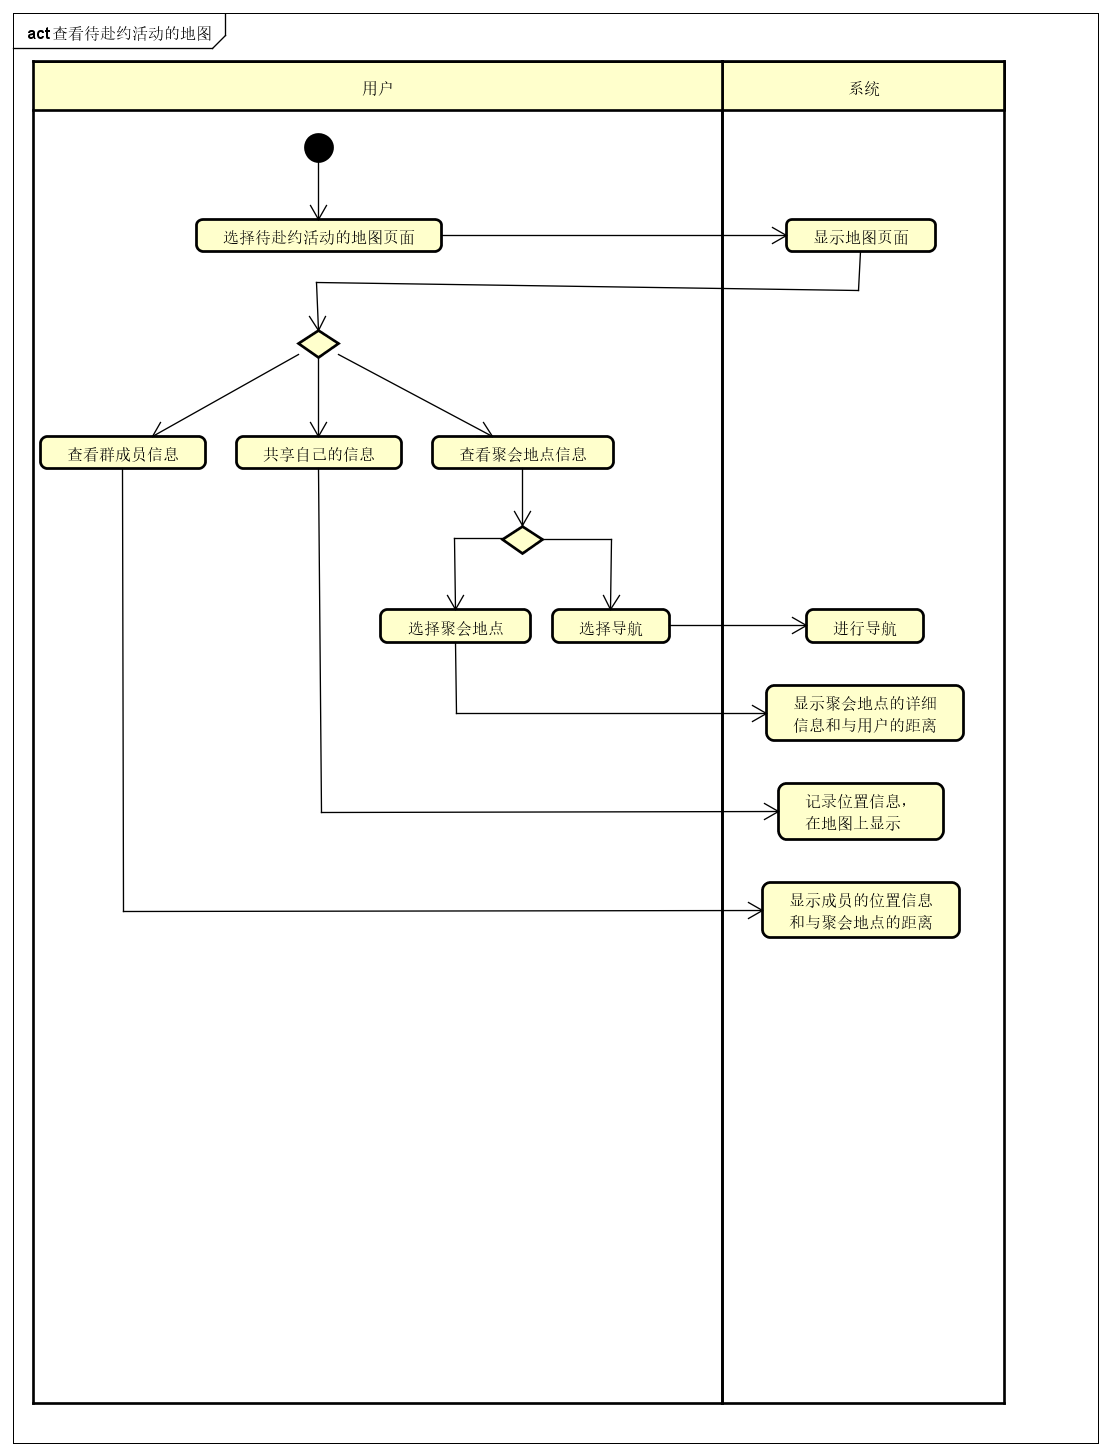 act 查看待赴约活动的地图
用户
系统
选择待赴约活动的地图页面
显示地图页面
查看群成员信息
共享自己的信息
查看聚会地点信息
选择聚会地点
选择导航
进行导航
显示聚会地点的详细
信息和与用户的距离
记录位置信息，
在地图上显示
显示成员的位置信息
和与聚会地点的距离